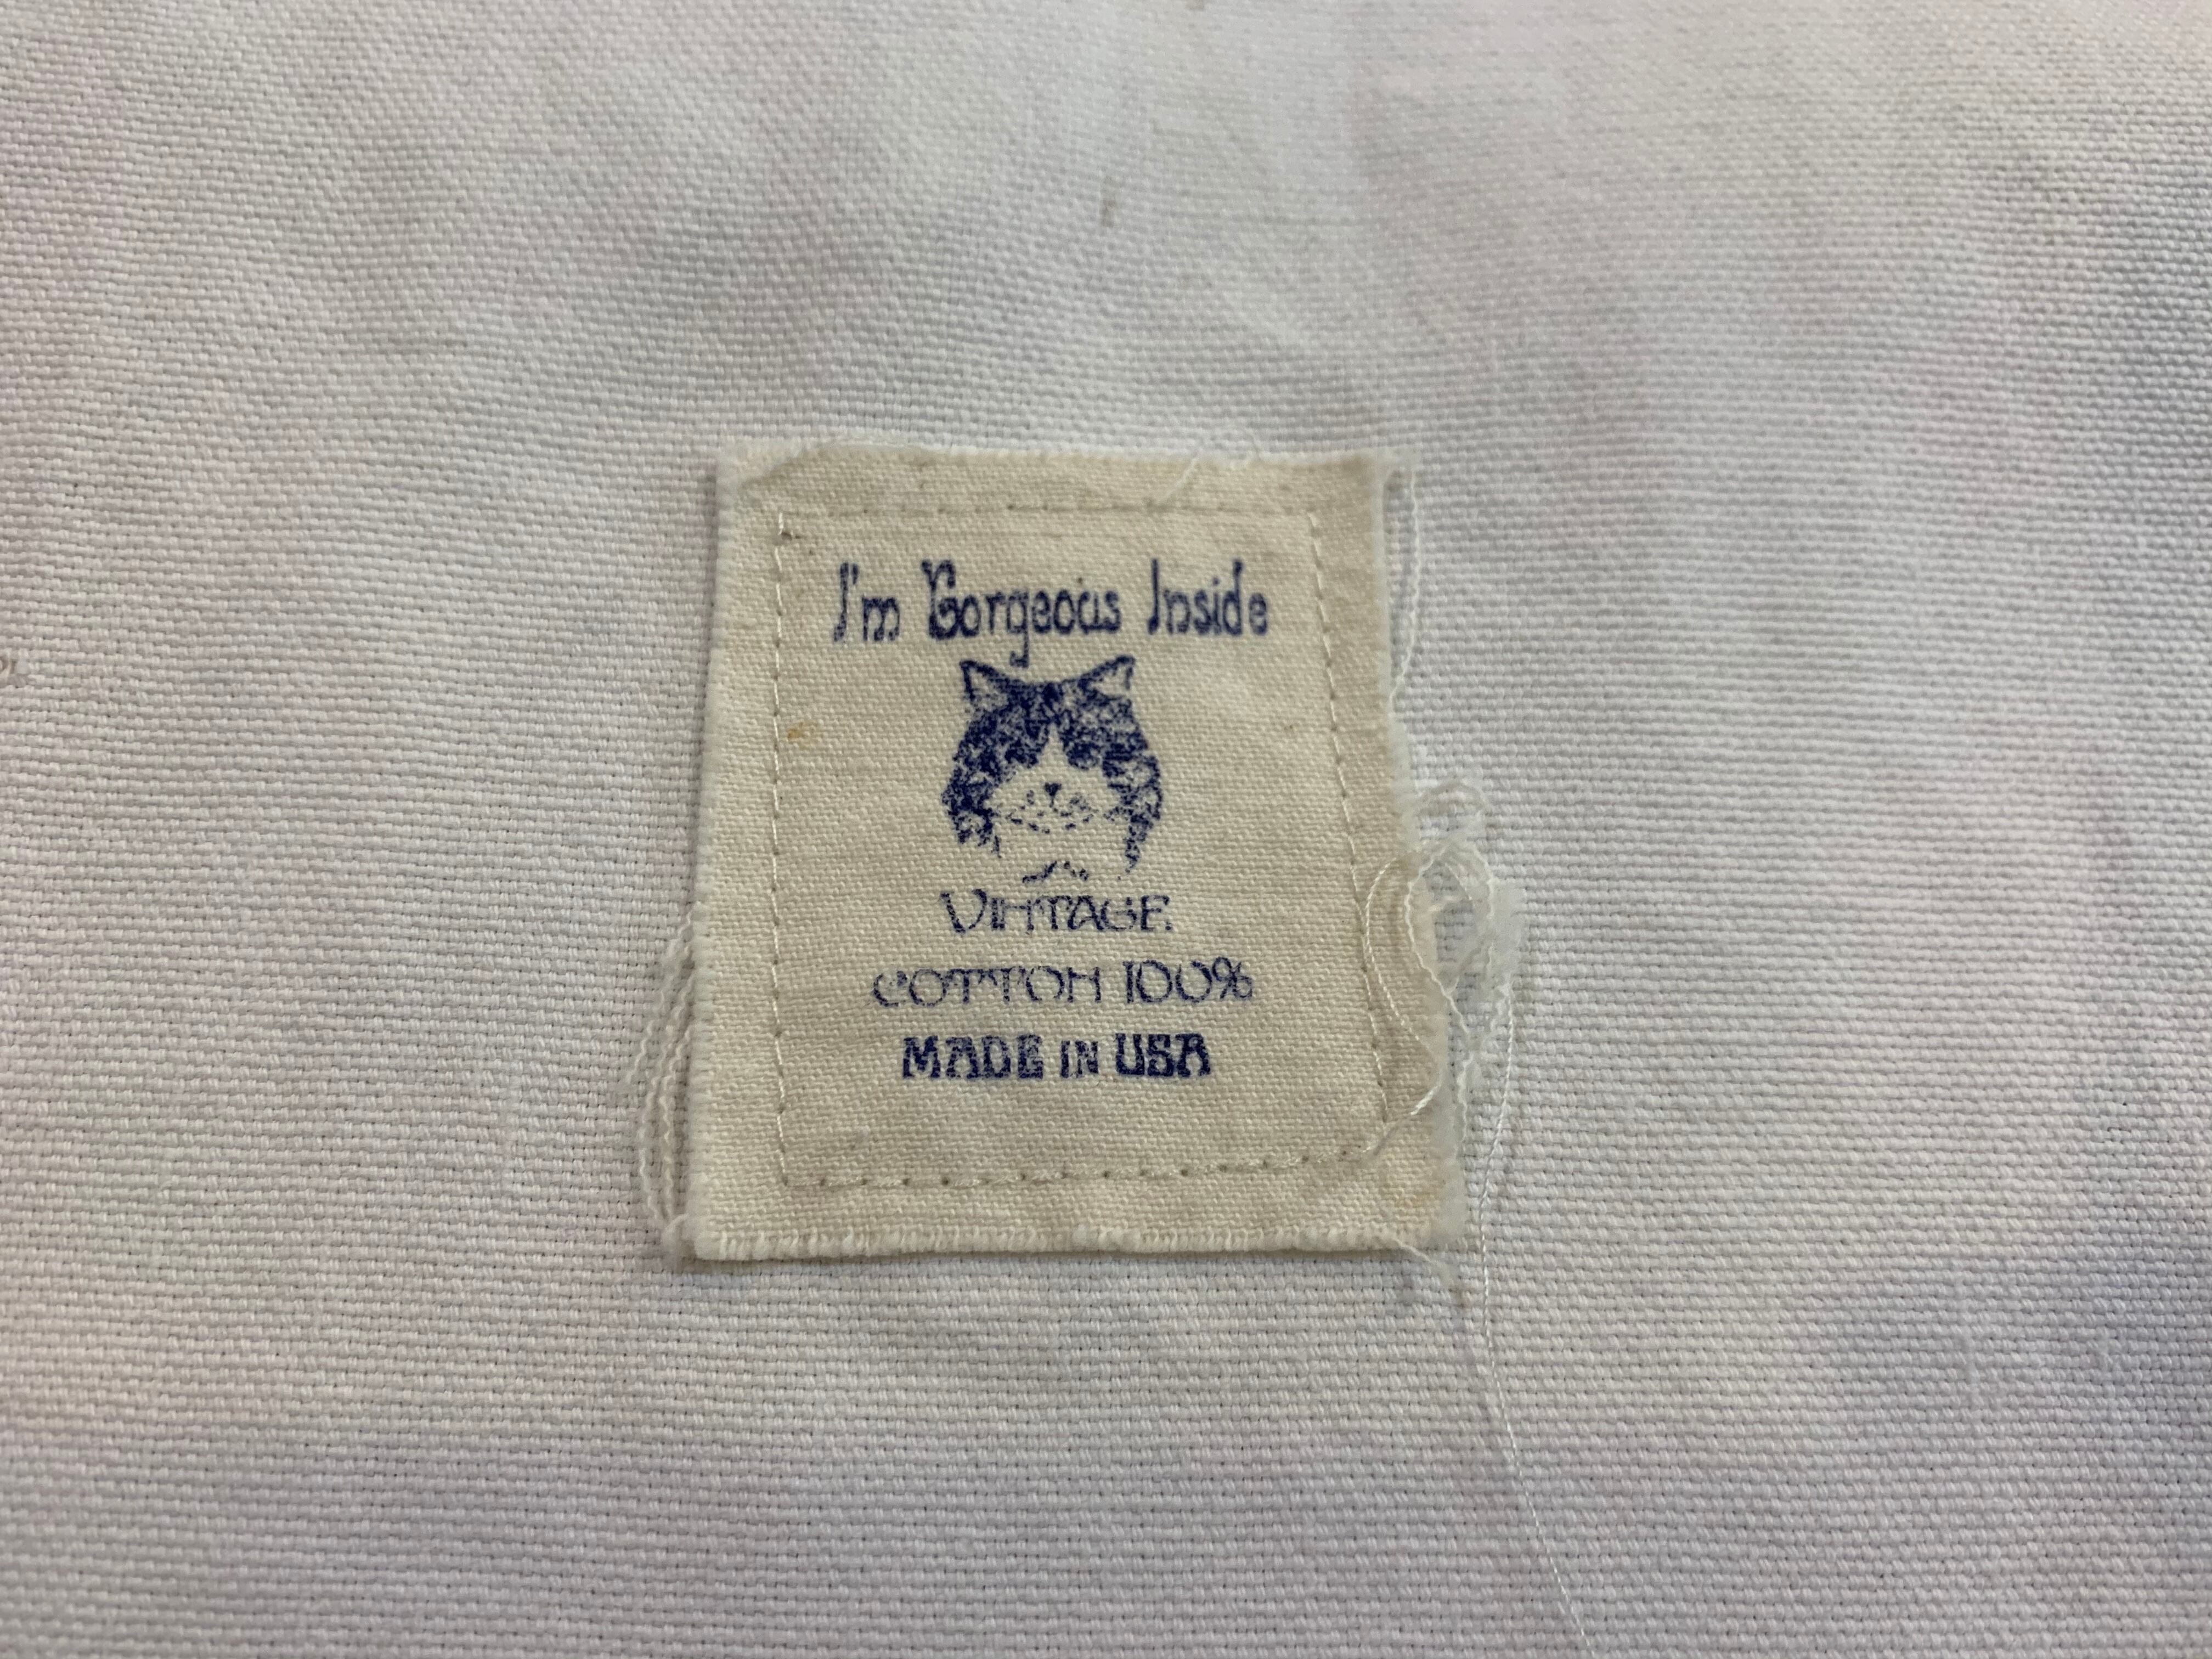 I'm Gorgeous Inside
VINTAGE
COTTON 100%
MADE IN USA